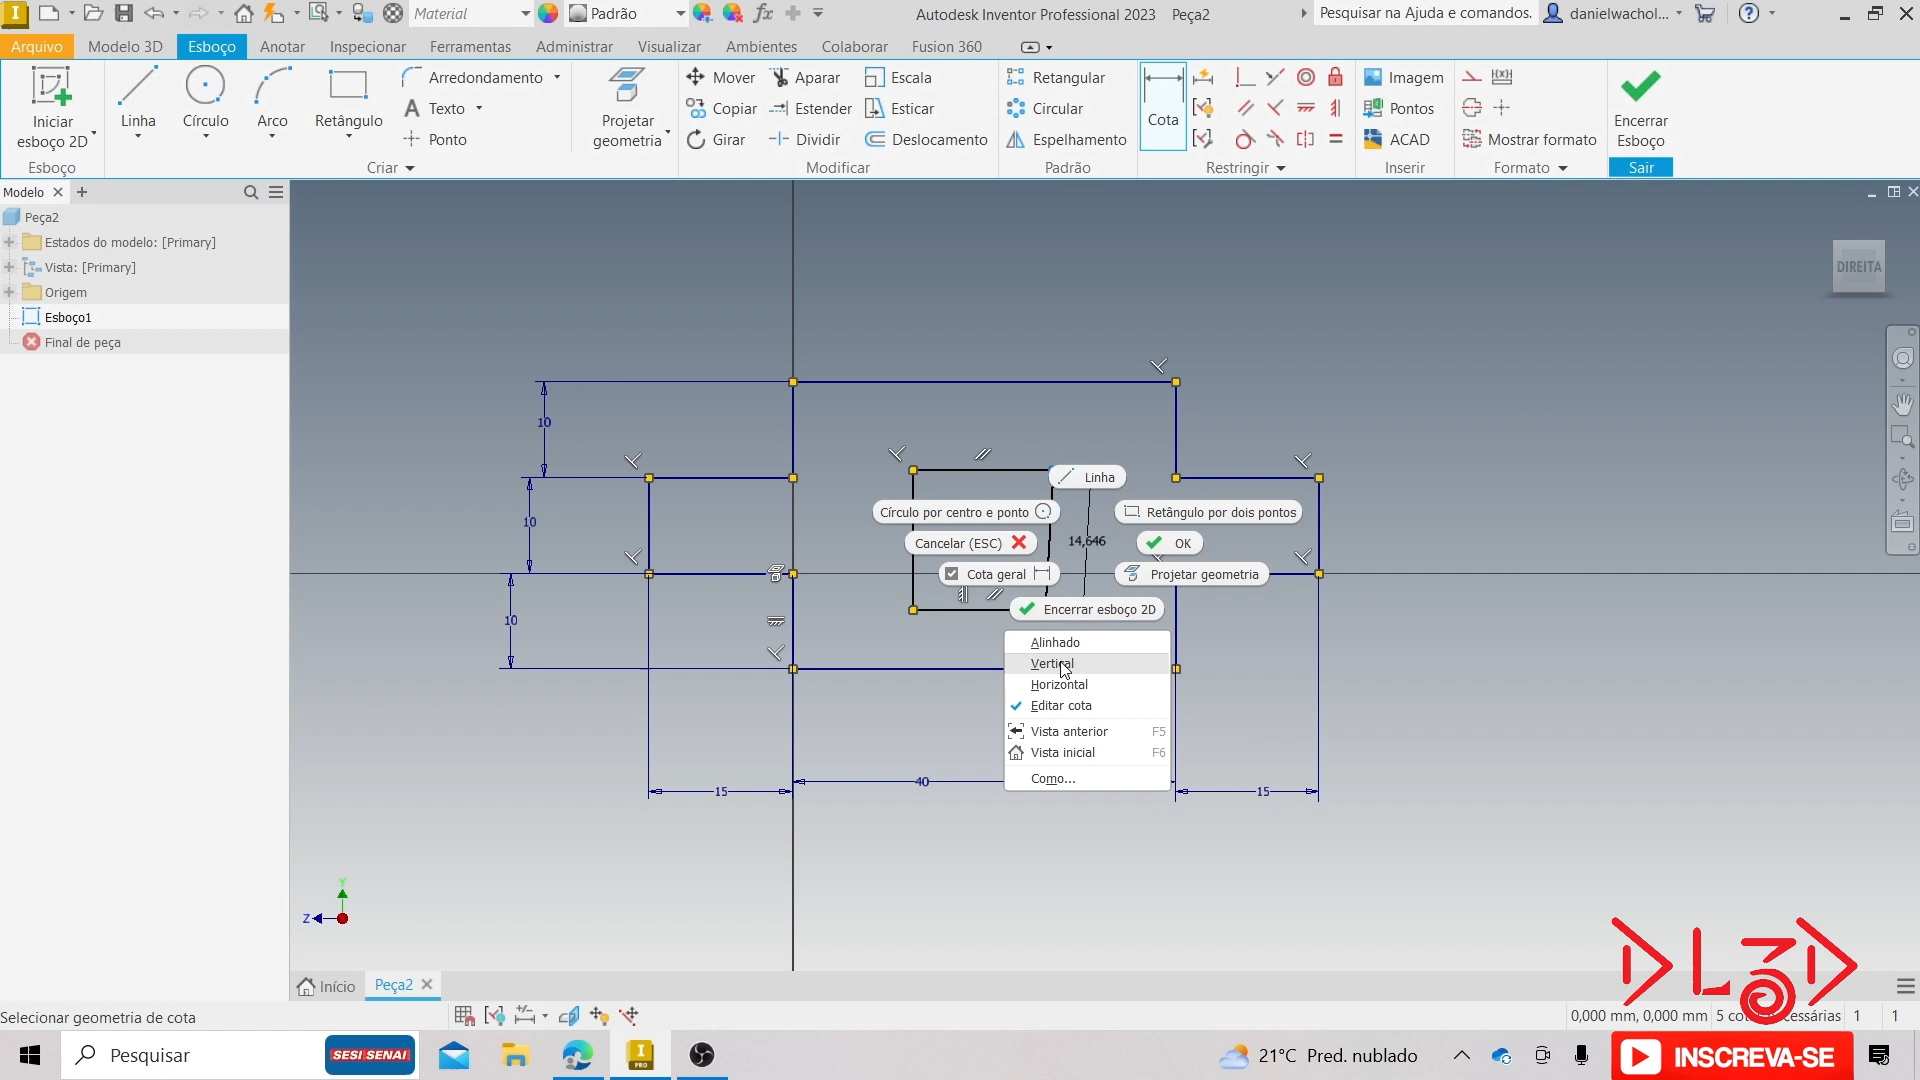 Material
Padrão
Autodesk Inventor Professional 2023 Peça2
Pesquisar na Ajuda e comandos.
danielwachol...
Arquivo Modelo 3D Esboço Anotar Inspecionar Ferramentas Administrar Visualizar Ambientes Colaborar Fusion 360
Iniciar
esboço 2D
Linha
Círculo
Arco
Retângulo
Arredondamento
Texto
Ponto
Projetar
geometria
Mover
Copiar
Girar
Aparar
Estender
Dividir
Escala
Esticar
Deslocamento
Retangular
Circular
Espelhamento
Cota
Imagem
Pontos
ACAD
Mostrar formato
Encerrar
Esboço
Esboço Criar Modificar Padrão Restringir Inserir Formato Sair
Modelo
Peça2
Estados do modelo: [Primary]
Vista: [Primary]
Origem
Esboço1
Final de peça
DIREITA
10
10
10
15
40
15
14,646
Linha
Círculo por centro e ponto
Retângulo por dois pontos
Cancelar (ESC)
OK
Cota geral
Projetar geometria
Encerrar esboço 2D
Alinhado
Vertical
Horizontal
Editar cota
Vista anterior F5
Vista inicial F6
Como...
Y
Z
Início
Peça2
Selecionar geometria de cota
0,000 mm, 0,000 mm
1
1
Pesquisar
SESI SENAI
PRO
21°C Pred. nublado
INSCREVA-SE